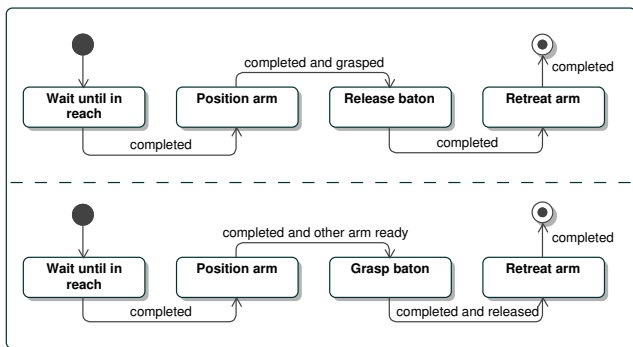 completed and grasped
completed
Wait until in
reach
Position arm
Release baton
Retreat arm
completed
completed
completed and other arm ready
completed
Wait until in
reach
Position arm
Grasp baton
Retreat arm
completed
completed and released